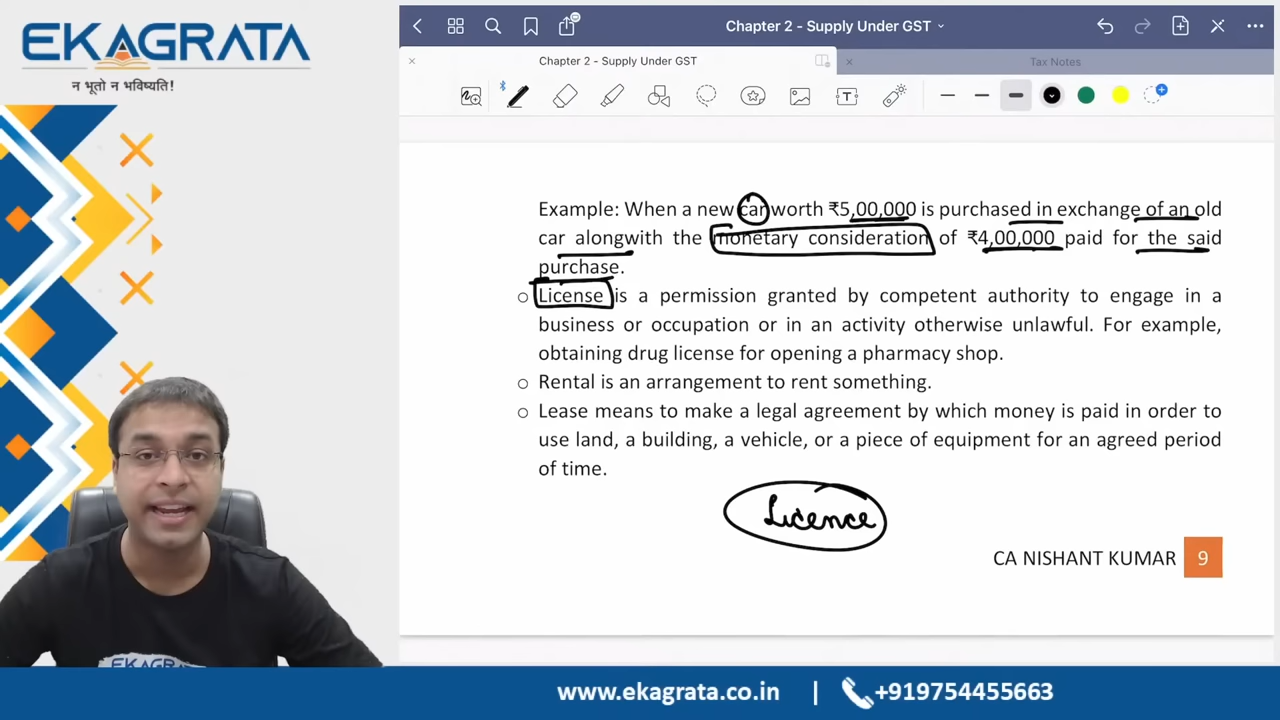 EKAGRATA
न भूतो न भविष्यति!
Chapter 2 - Supply Under GST
Chapter 2 - Supply Under GST
Tax Notes
Example: When a new car worth ₹5,00,000 is purchased in exchange of an old
car alongwith the monetary consideration of ₹4,00,000 paid for the said
purchase.
○ License is a permission granted by competent authority to engage in a
business or occupation or in an activity otherwise unlawful. For example,
obtaining drug license for opening a pharmacy shop.
○ Rental is an arrangement to rent something.
○ Lease means to make a legal agreement by which money is paid in order to
use land, a building, a vehicle, or a piece of equipment for an agreed period
of time.
Licence
CA NISHANT KUMAR 9
EKAGRATA
www.ekagrata.co.in | +919754455663